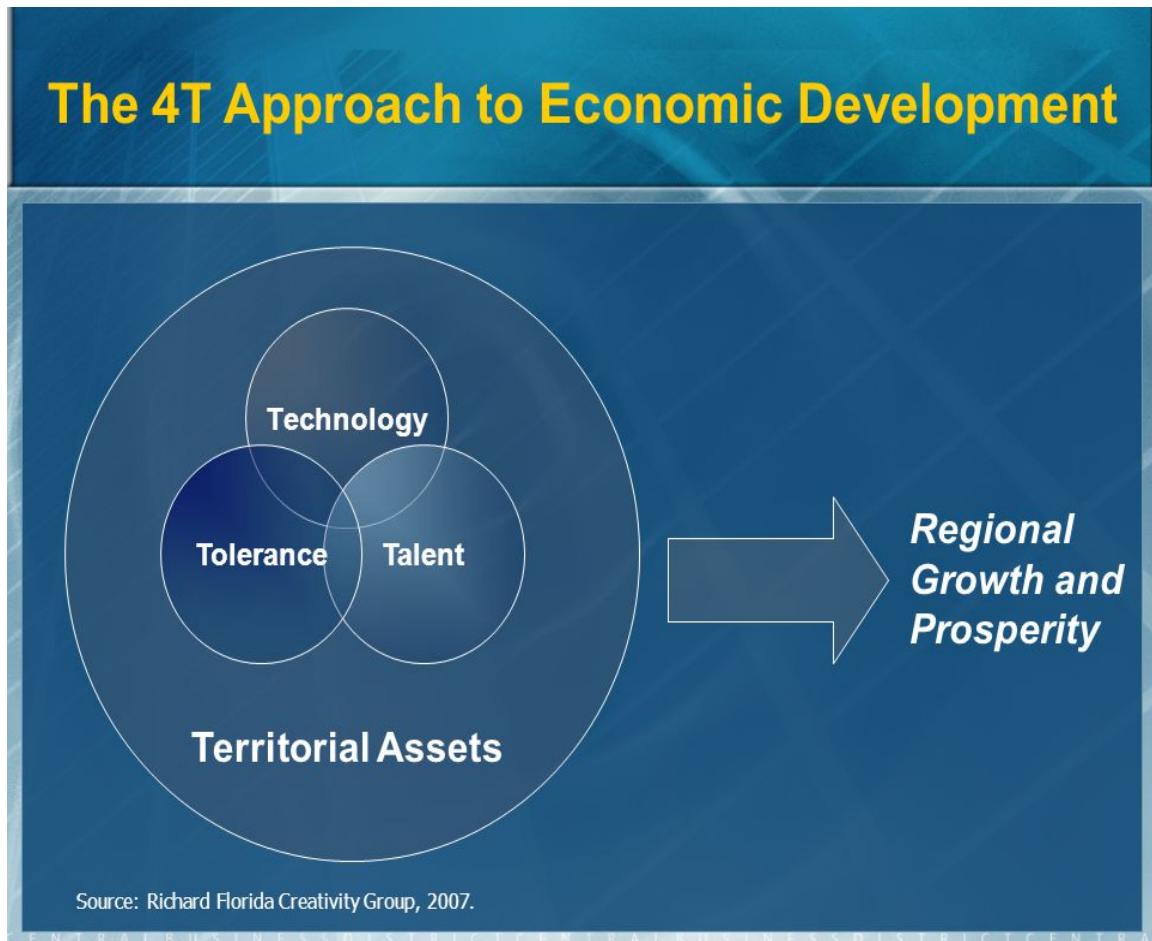 The 4T Approach to Economic Development
Technology
Tolerance
Talent
Territorial Assets
Regional
Growth and
Prosperity
Source: Richard Florida Creativity Group, 2007.
C E N T R A L B U S I N E S S D I S T R I C T C E N T R A L B U S I N E S S D I S T R I C T C E N T R A